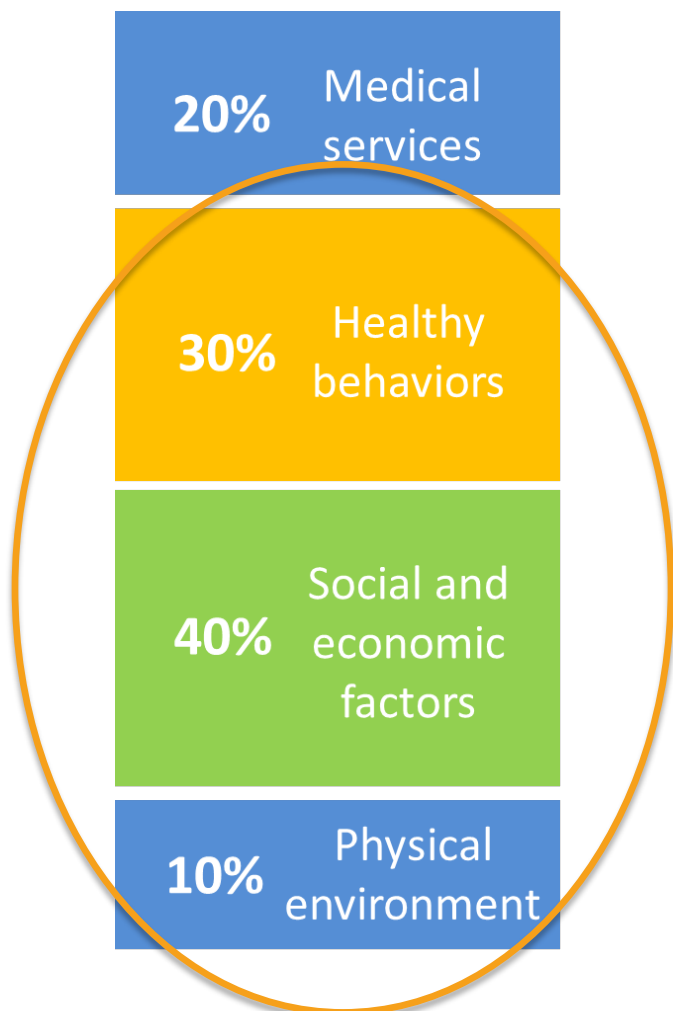 20%
Medical
services
30%
Healthy
behaviors
40%
Social and
economic
factors
10%
Physical
environment